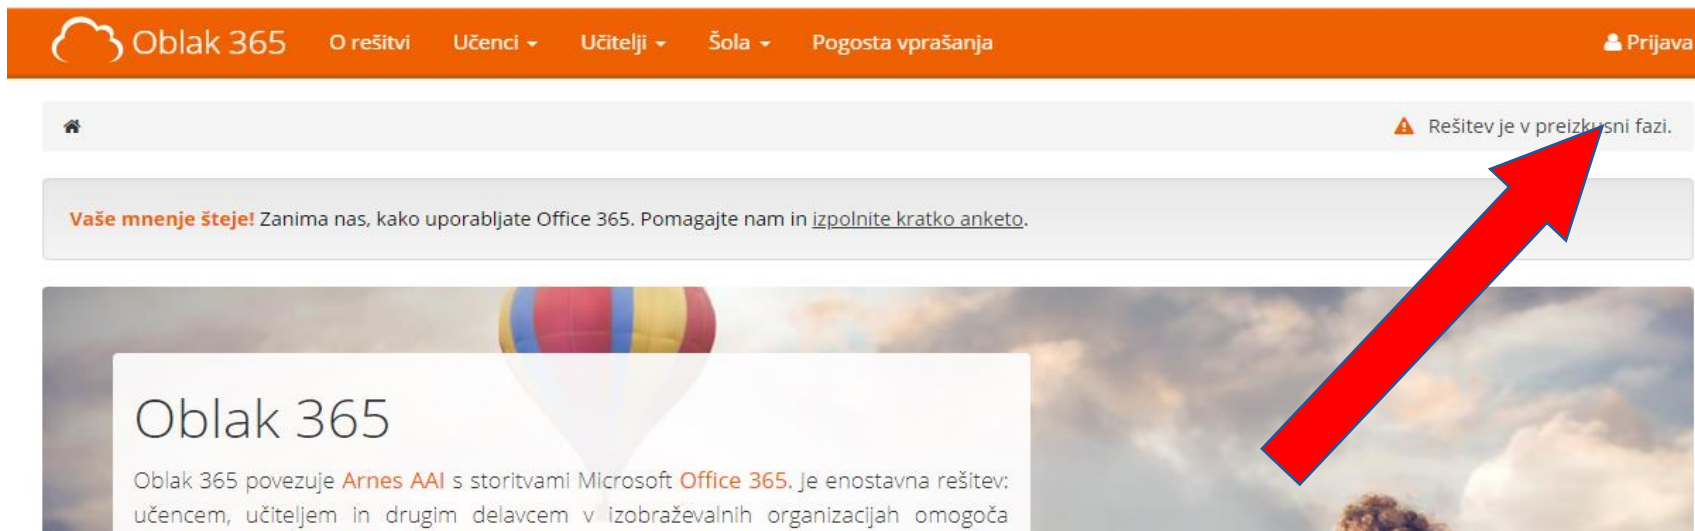 Oblak 365 O rešitvi Učenci Učitelji Šola Pogosta vprašanja Prijava
Rešitev je v preizkusni fazi.
Vaše mnenje šteje! Zanima nas, kako uporabljate Office 365. Pomagajte nam in izpolnite kratko anketo.
Oblak 365
Oblak 365 povezuje Arnes AAI s storitvami Microsoft Office 365. Je enostavna rešitev:
učencem, učiteljem in drugim delavcem v izobraževalnih organizacijah omogoča